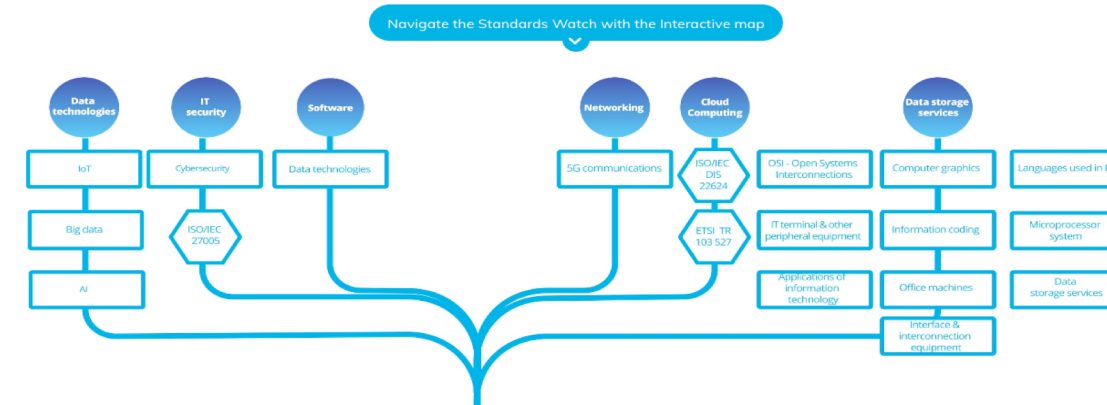 Navigate the Standards Watch with the Interactive map
Data
technologies
IT
security
Software
Networking
Cloud
Computing
Data storage
services
IoT
Cybersecurity
Data technologies
5G communications
ISO/IEC
DIS
22624
OSI - Open Systems
Interconnections
Computer graphics
Languages used in
Big data
ISO/IEC
27005
ETSI TR
103 527
IT terminal & other
peripheral equipment
Information coding
Microprocessor
system
AI
Applications of
information
technology
Office machines
Data
storage services
Interface &
interconnection
equipment